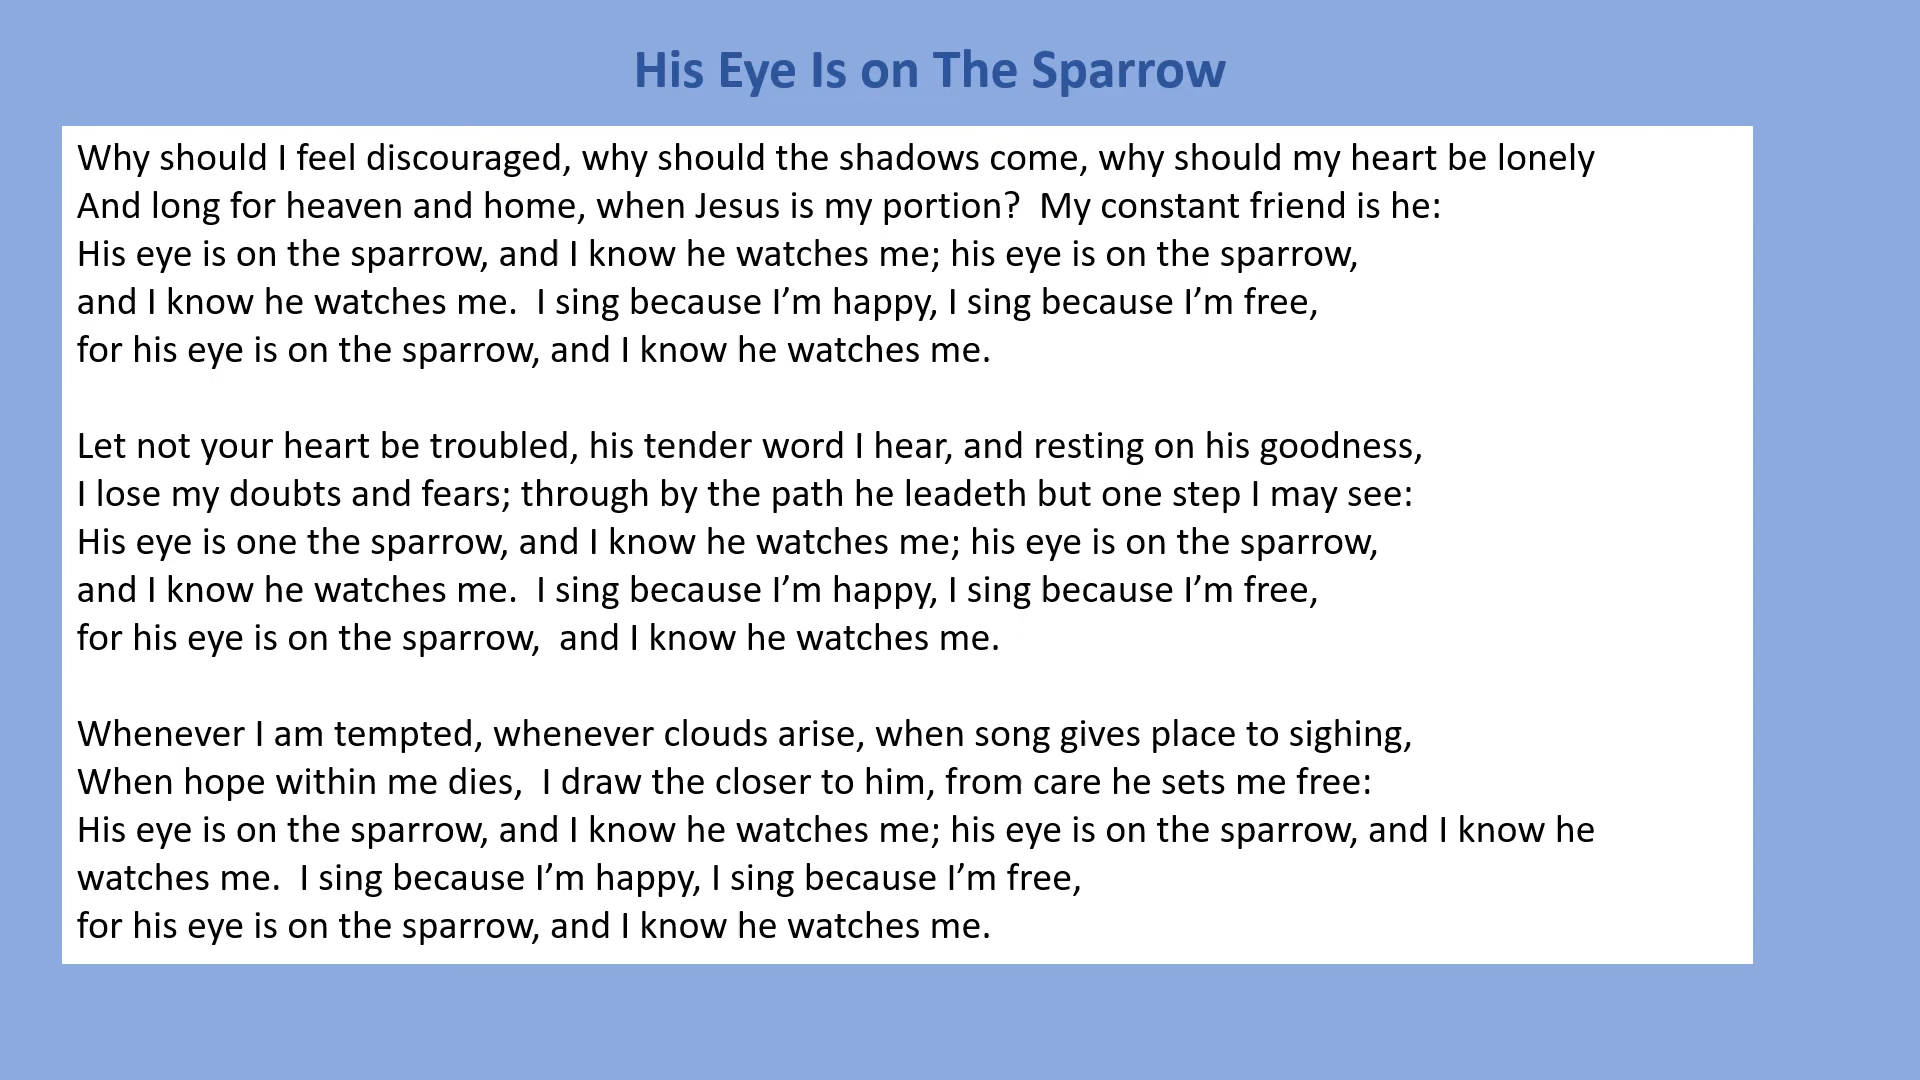 His Eye Is on The Sparrow
Why should I feel discouraged, why should the shadows come, why should my heart be lonely
And long for heaven and home, when Jesus is my portion?  My constant friend is he:
His eye is on the sparrow, and I know he watches me; his eye is on the sparrow,
and I know he watches me.  I sing because I’m happy, I sing because I’m free,
for his eye is on the sparrow, and I know he watches me.

Let not your heart be troubled, his tender word I hear, and resting on his goodness,
I lose my doubts and fears; through by the path he leadeth but one step I may see:
His eye is one the sparrow, and I know he watches me; his eye is on the sparrow,
and I know he watches me.  I sing because I’m happy, I sing because I’m free,
for his eye is on the sparrow,  and I know he watches me.

Whenever I am tempted, whenever clouds arise, when song gives place to sighing,
When hope within me dies,  I draw the closer to him, from care he sets me free:
His eye is on the sparrow, and I know he watches me; his eye is on the sparrow, and I know he
watches me.  I sing because I’m happy, I sing because I’m free,
for his eye is on the sparrow, and I know he watches me.